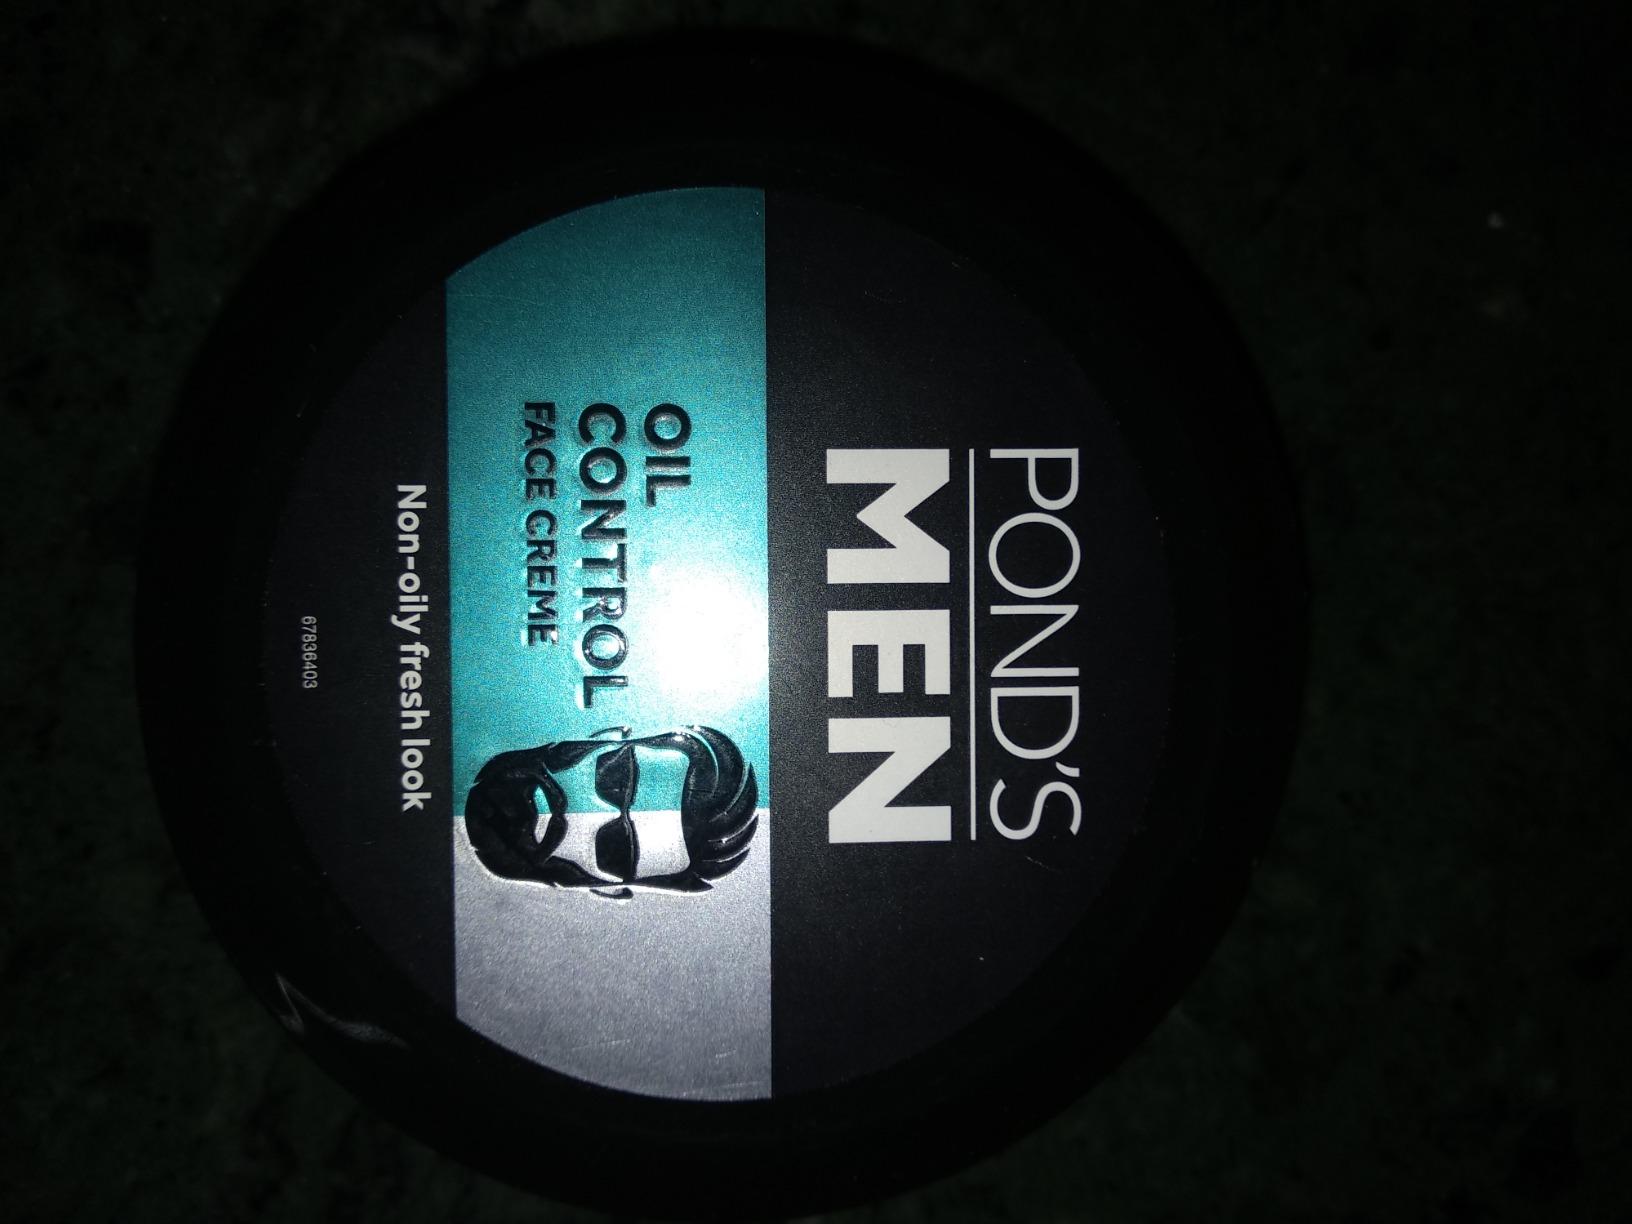 POND'S
MEN
OIL
CONTROL
FACE CREME
Non-oily fresh look
67836403